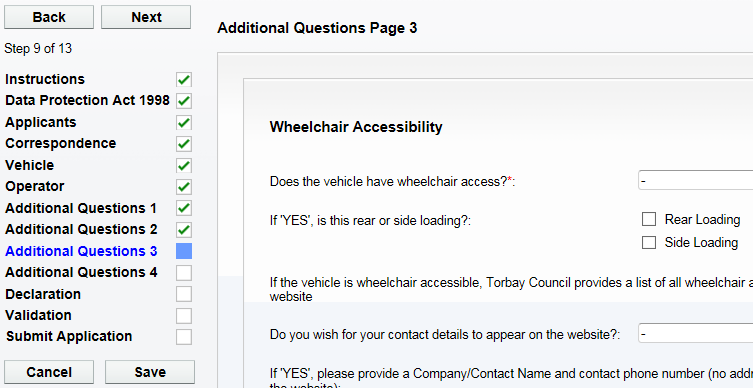 Back
Next
Step 9 of 13
Instructions
Data Protection Act 1998
Applicants
Correspondence
Vehicle
Operator
Additional Questions 1
Additional Questions 2
Additional Questions 3
Additional Questions 4
Declaration
Validation
Submit Application
Cancel
Save
Additional Questions Page 3
Wheelchair Accessibility
Does the vehicle have wheelchair access?*:
-
If 'YES', is this rear or side loading?:
Rear Loading
Side Loading
If the vehicle is wheelchair accessible, Torbay Council provides a list of all wheelchair a
website
Do you wish for your contact details to appear on the website?:
-
If 'YES', please provide a Company/Contact Name and contact phone number (no add
the website):